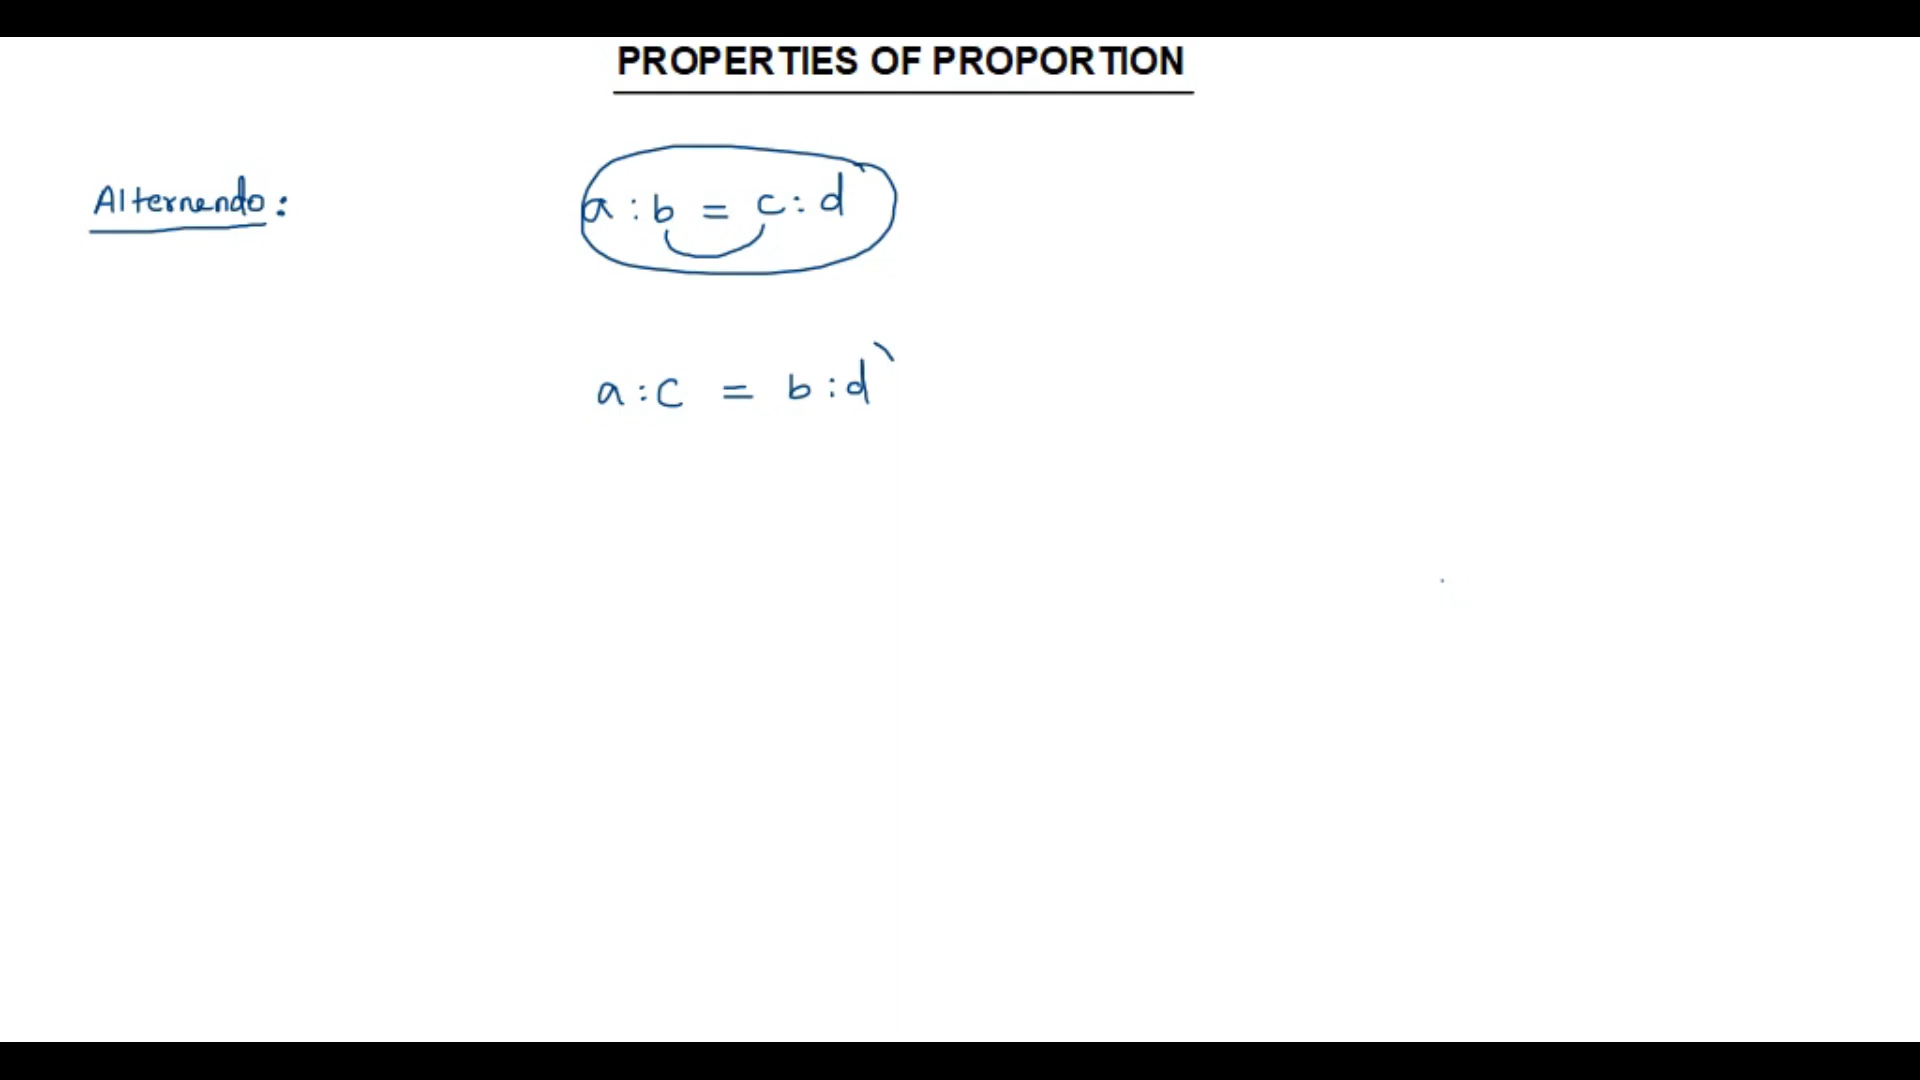 PROPERTIES OF PROPORTION
Alternendo: a : b = c : d
a : c = b : d